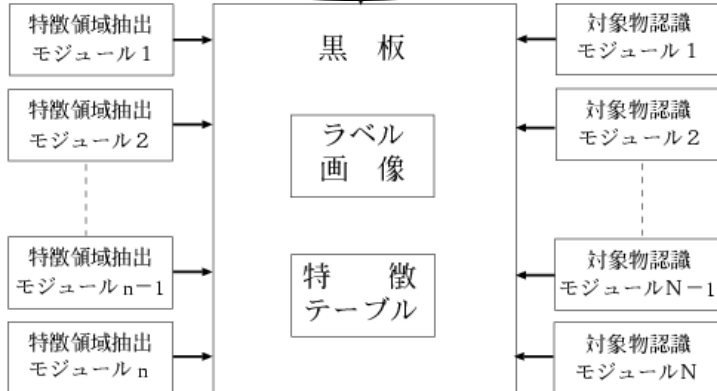 特徴領域抽出
モジュール1
特徴領域抽出
モジュール2
特徴領域抽出
モジュールn−1
特徴領域抽出
モジュールn
黒　板
ラベル
画　像
特　　徴
テーブル
対象物認識
モジュール1
対象物認識
モジュール2
対象物認識
モジュールN−1
対象物認識
モジュールN